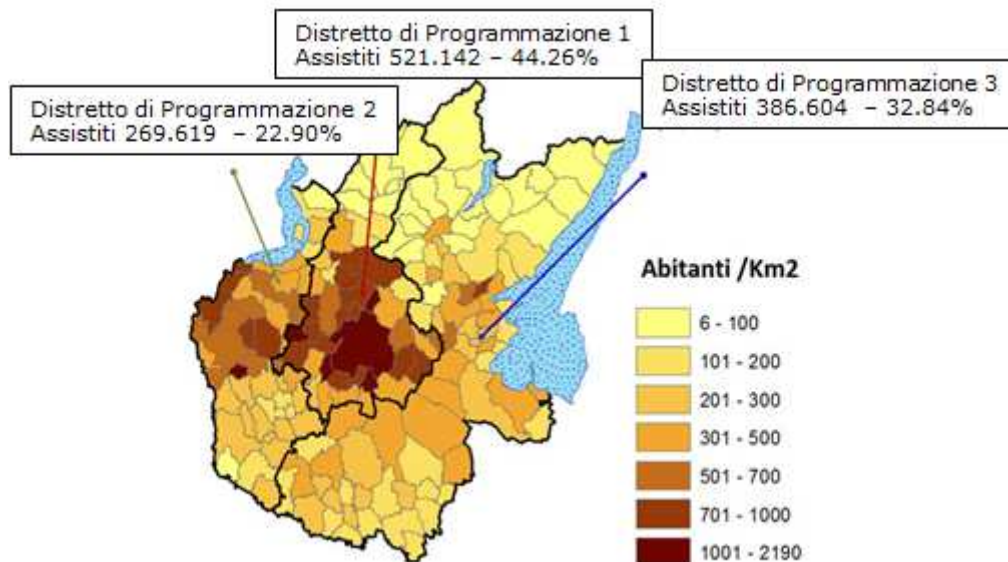 Distretto di Programmazione 1
Assistiti 521.142 – 44.26%
Distretto di Programmazione 2
Assistiti 269.619 – 22.90%
Distretto di Programmazione 3
Assistiti 386.604 – 32.84%
Abitanti /Km2
6 - 100
101 - 200
201 - 300
301 - 500
501 - 700
701 - 1000
1001 - 2190